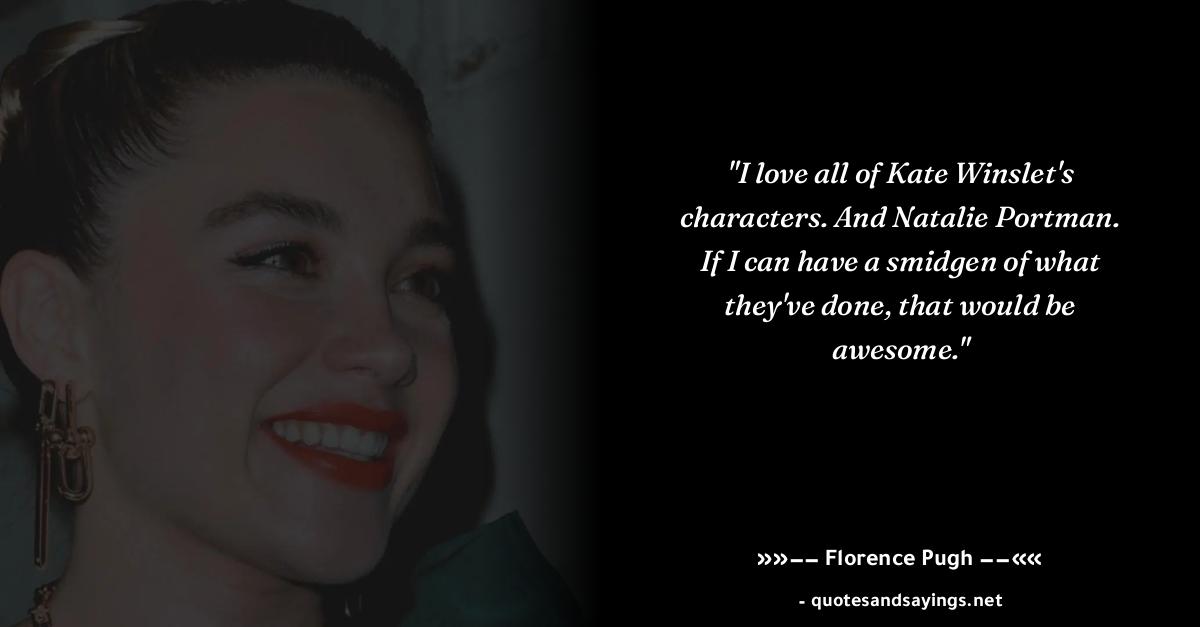 "I love all of Kate Winslet's
characters. And Natalie Portman.
If I can have a smidgen of what
they've done, that would be
awesome."
»»−− Florence Pugh −−««
- quotesandsayings.net